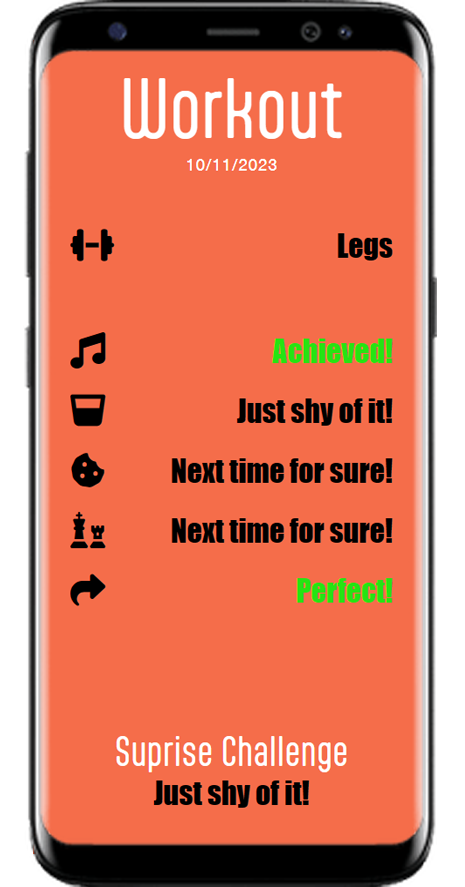 Workout
10/11/2023
Legs
Achieved!
Just shy of it!
Next time for sure!
Next time for sure!
Perfect!
Suprise Challenge
Just shy of it!